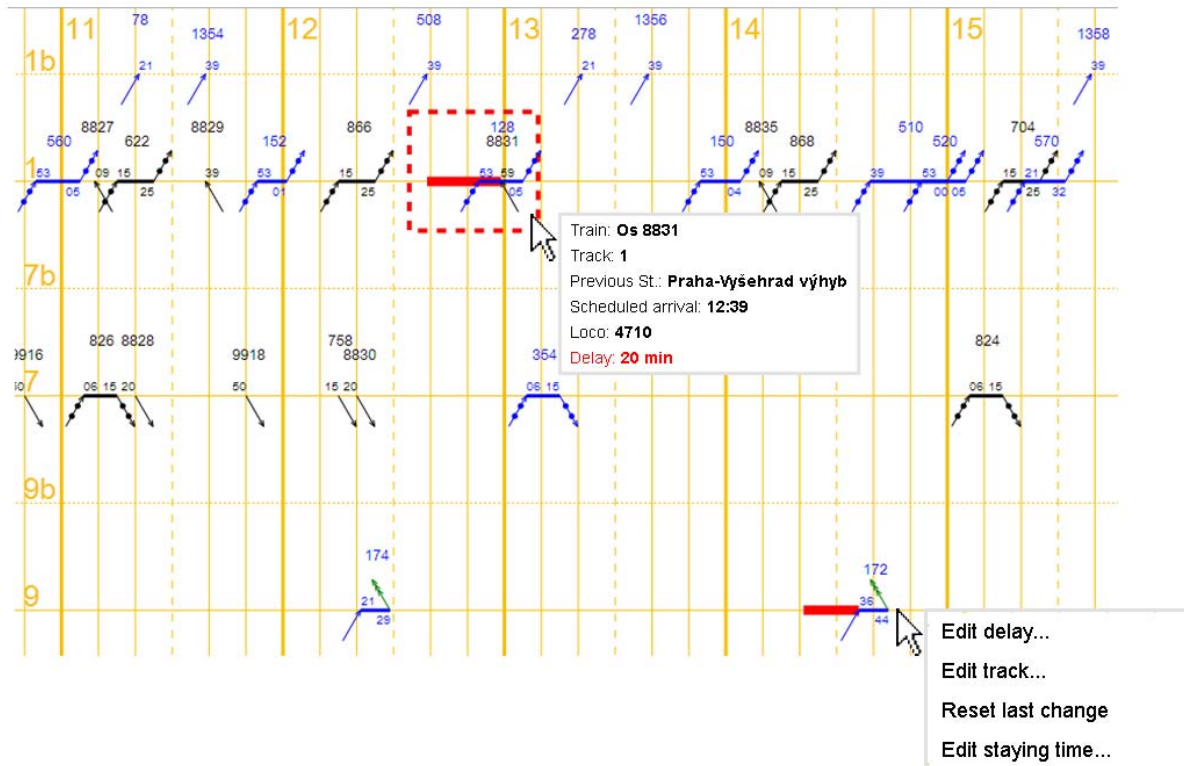 11 78 1354 12 508 13 278 1356 14 15 1358
1b 21 39 39 21 39 39
560 8827 622 8829 152 866 128 8831 150 8835 868 510 520 704 570
1 53 05 09 15 25 39 53 01 15 25 53 59 05 53 04 09 15 25 39 53 00 05 15 21 25 32
Train: Os 8831
Track: 1
Previous St.: Praha-Vyšehrad výhyb
Scheduled arrival: 12:39
Loco: 4710
Delay: 20 min
7b
9916 826 8828 9918 758 8830 354 824
7 06 15 20 50 15 20 06 15 06 15
9b
174 172
9 21 29 36 44
Edit delay...
Edit track...
Reset last change
Edit staying time...